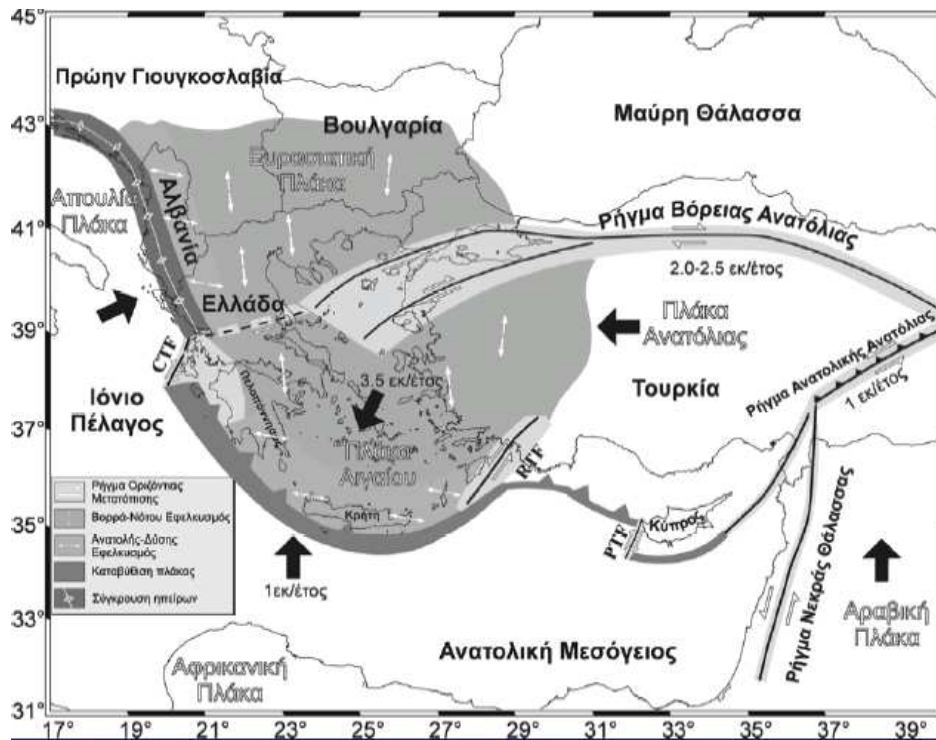 45°
43°
41°
39°
37°
35°
33°
31°
17°
19°
21°
23°
25°
27°
29°
31°
33°
35°
37°
39°
Πρώην Γιουγκοσλαβία
Βουλγαρία
Μαύρη Θάλασσα
Ευρασιατική
Πλάκα
Απουλία
Πλάκα
Αλβανία
Ρήγμα Βόρειας Ανατόλιας
2.0-2.5 εκ/έτος
Ελλάδα
Πλάκα
Ανατόλιας
CTF
3.5 εκ/έτος
Τουρκία
Ρήγμα Ανατολικής Ανατόλιας
1 εκ/έτος
Ιόνιο
Πέλαγος
Πελοπόννησος
Πλάκα
Αιγαίου
RTF
Κρήτη
Κύπρος
PTF
1εκ/έτος
Ρήγμα Νεκράς Θάλασσας
Αραβική
Πλάκα
Ανατολική Μεσόγειος
Αφρικανική
Πλάκα
Ρήγμα Οριζόντιας
Μετατόπισης
Βορρά-Νότου Εφελκυσμός
Ανατολής-Δύσης
Εφελκυσμός
Καταβύθιση πλάκας
Σύγκρουση ηπείρων